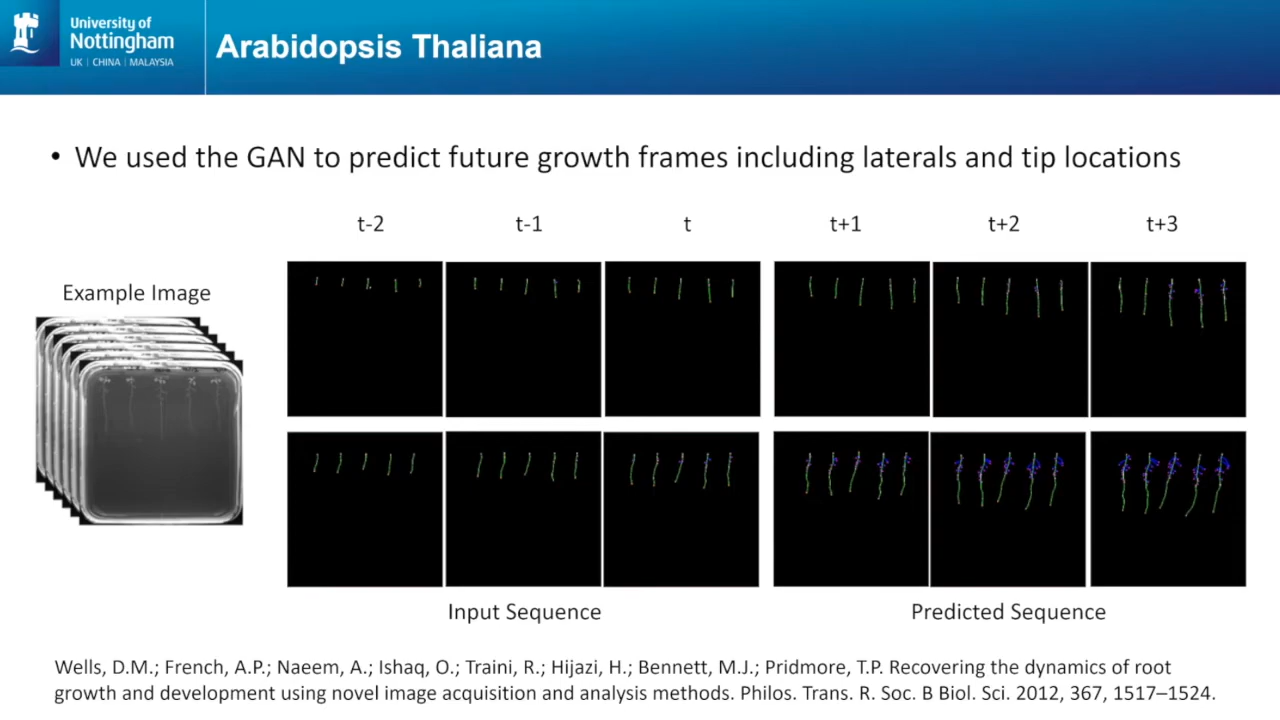 University of
Nottingham
UK | CHINA | MALAYSIA
Arabidopsis Thaliana
• We used the GAN to predict future growth frames including laterals and tip locations
t-2 t-1 t t+1 t+2 t+3
Example Image
Input Sequence Predicted Sequence
Wells, D.M.; French, A.P.; Naeem, A.; Ishaq, O.; Traini, R.; Hijazi, H.; Bennett, M.J.; Pridmore, T.P. Recovering the dynamics of root
growth and development using novel image acquisition and analysis methods. Philos. Trans. R. Soc. B Biol. Sci. 2012, 367, 1517–1524.